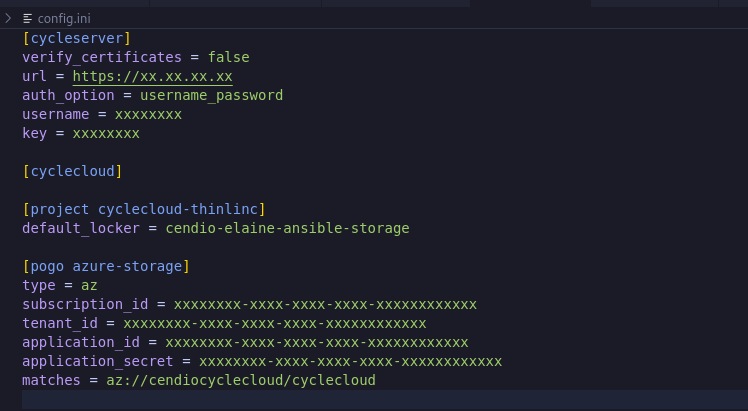 config.ini
[cycleserver]
verify_certificates = false
url = https://xx.xx.xx.xx
auth_option = username_password
username = xxxxxxxx
key = xxxxxxxx
[cyclecloud]
[project cyclecloud-thinlinc]
default_locker = cendio-elaine-ansible-storage
[pogo azure-storage]
type = az
subscription_id = xxxxxxxx-xxxx-xxxx-xxxx-xxxxxxxxxxxx
tenant_id = xxxxxxxx-xxxx-xxxx-xxxx-xxxxxxxxxxxx
application_id = xxxxxxxx-xxxx-xxxx-xxxx-xxxxxxxxxxxx
application_secret = xxxxxxxx-xxxx-xxxx-xxxx-xxxxxxxxxxxx
matches = az://cendiocyclecloud/cyclecloud